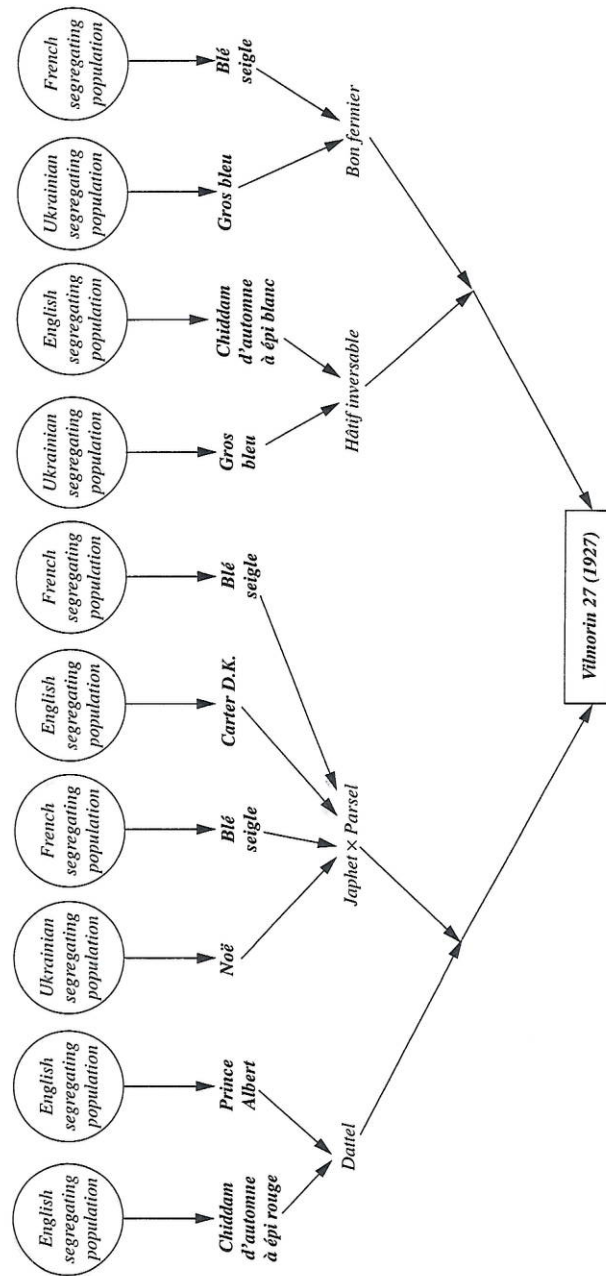 English
segregating
population
English
segregating
population
Ukrainian
segregating
population
French
segregating
population
English
segregating
population
French
segregating
population
Ukrainian
segregating
population
English
segregating
population
Ukrainian
segregating
population
French
segregating
population
Chiddam
d'automne
à épi rouge
Prince
Albert
Noë
Blé
seigle
Carter D.K.
Blé
seigle
Gros
bleu
Chiddam
d'automne
à épi blanc
Gros bleu
Blé
seigle
Dattel
Japhet × Parsel
Hâtif inversable
Bon fermier
Vilmorin 27 (1927)